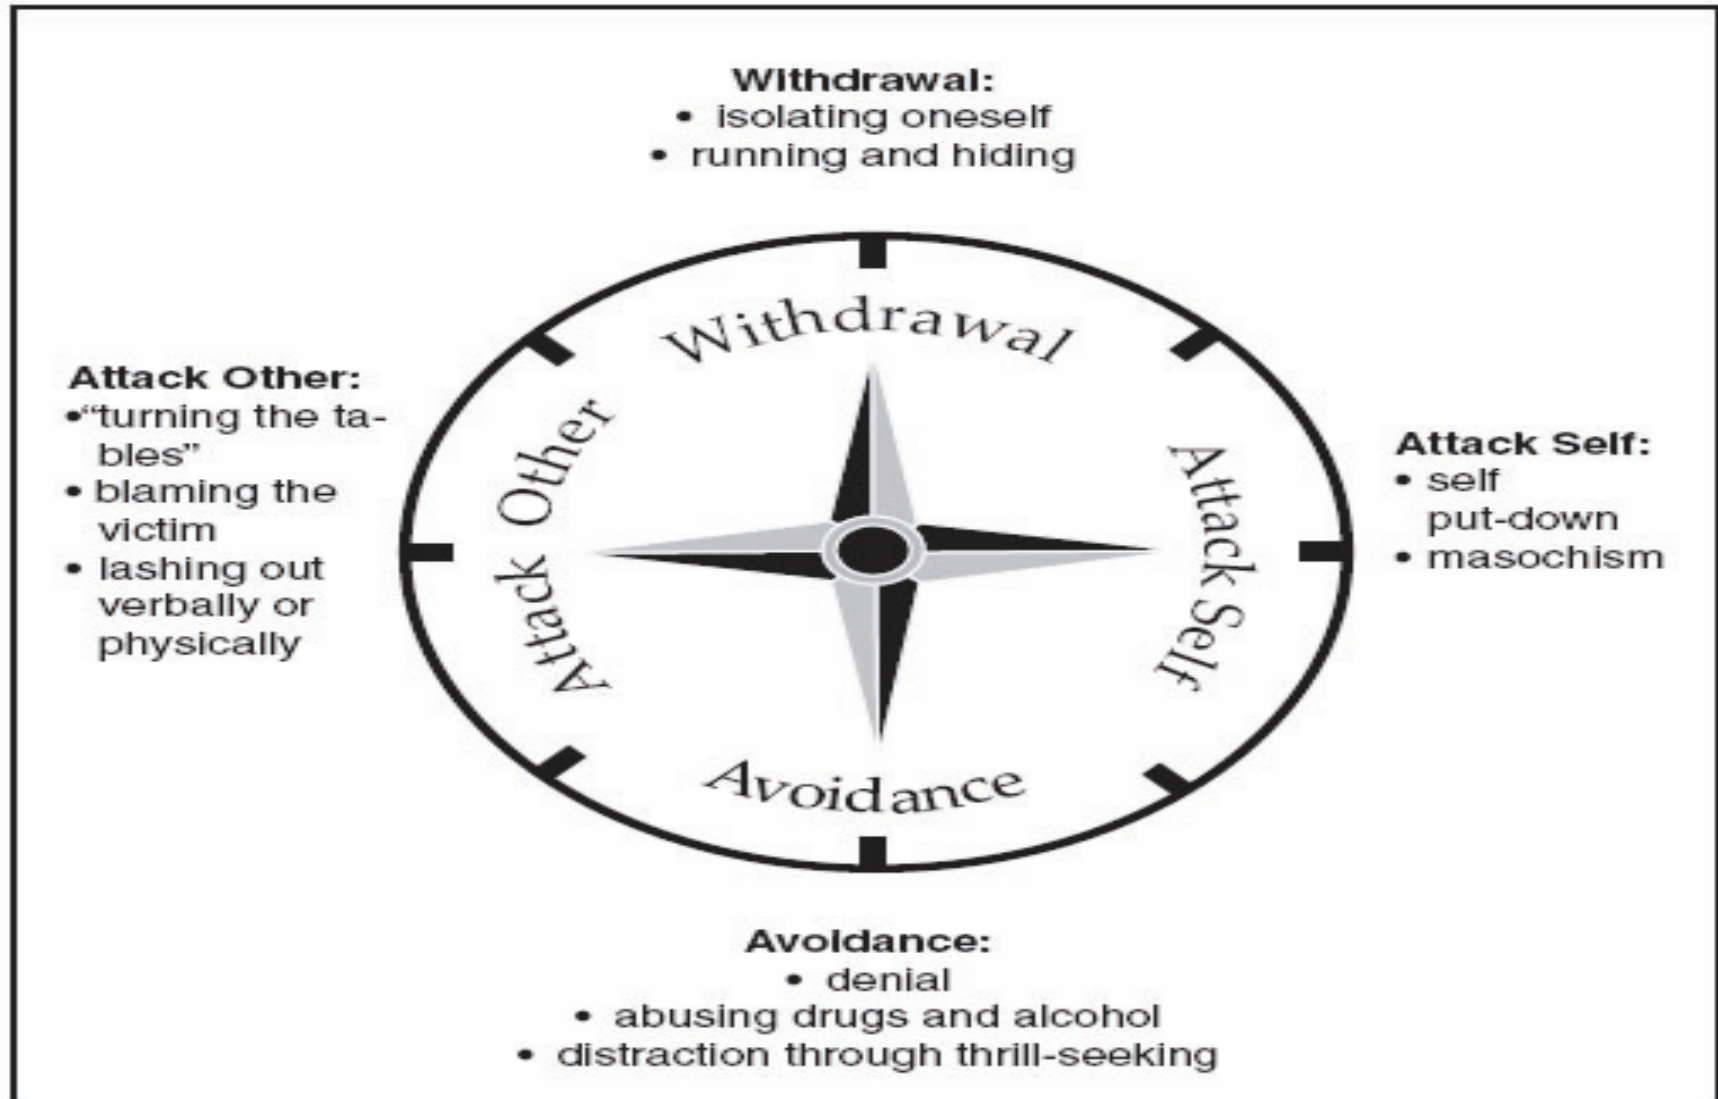 Withdrawal:
• isolating oneself
• running and hiding
Withdrawal
Attack Other:
•“turning the ta-
bles”
• blaming the
victim
• lashing out
verbally or
physically
Attack Other
Attack Self
Attack Self:
• self
put-down
• masochism
Avoidance
Avoidance:
• denial
• abusing drugs and alcohol
• distraction through thrill-seeking